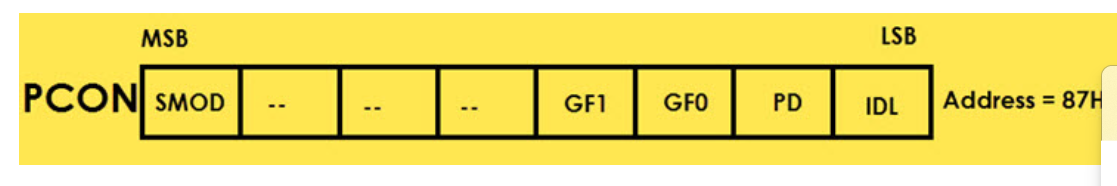 MSB LSB
PCON SMOD -- -- -- GF1 GF0 PD IDL Address = 87H